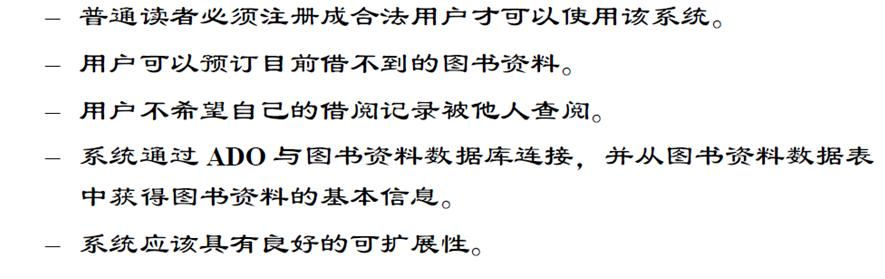 – 普通读者必须注册成合法用户才可以使用该系统。
– 用户可以预订目前借不到的图书资料。
– 用户不希望自己的借阅记录被他人查阅。
– 系统通过 ADO 与图书资料数据库连接，并从图书资料数据表
中获得图书资料的基本信息。
– 系统应该具有良好的可扩展性。